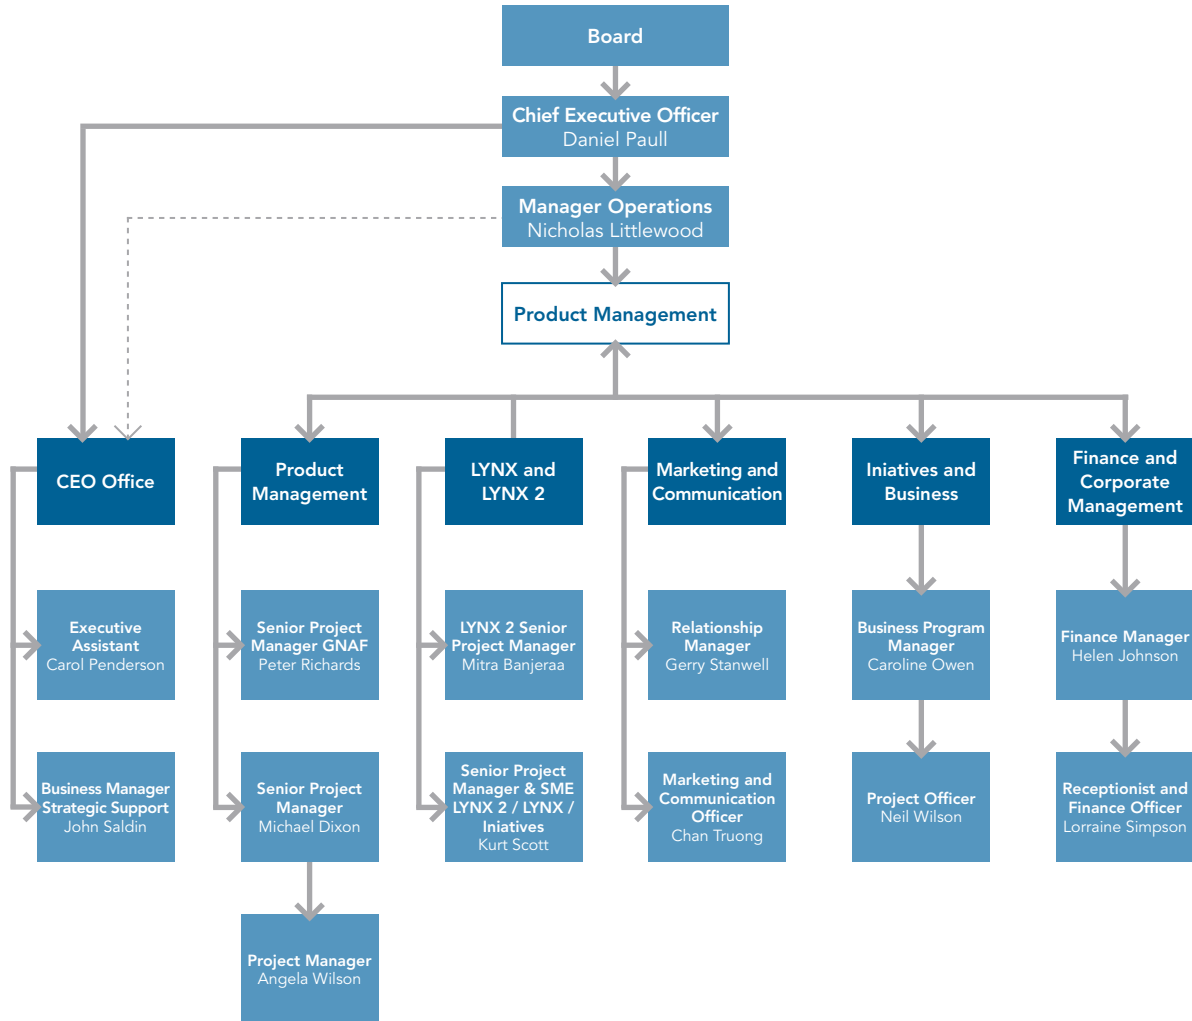 Board
Chief Executive Officer
Daniel Paull
Manager Operations
Nicholas Littlewood
Product Management
CEO Office
Product
Management
LYNX and
LYNX 2
Marketing and
Communication
Iniatives and
Business
Finance and
Corporate
Management
Executive
Assistant
Carol Penderson
Senior Project
Manager GNAF
Peter Richards
LYNX 2 Senior
Project Manager
Mitra Banjeraa
Relationship
Manager
Gerry Stanwell
Business Program
Manager
Caroline Owen
Finance Manager
Helen Johnson
Business Manager
Strategic Support
John Saldin
Senior Project
Manager
Michael Dixon
Senior Project
Manager & SME
LYNX 2 / LYNX /
Iniatives
Kurt Scott
Marketing and
Communication
Officer
Chan Truong
Project Officer
Neil Wilson
Receptionist and
Finance Officer
Lorraine Simpson
Project Manager
Angela Wilson